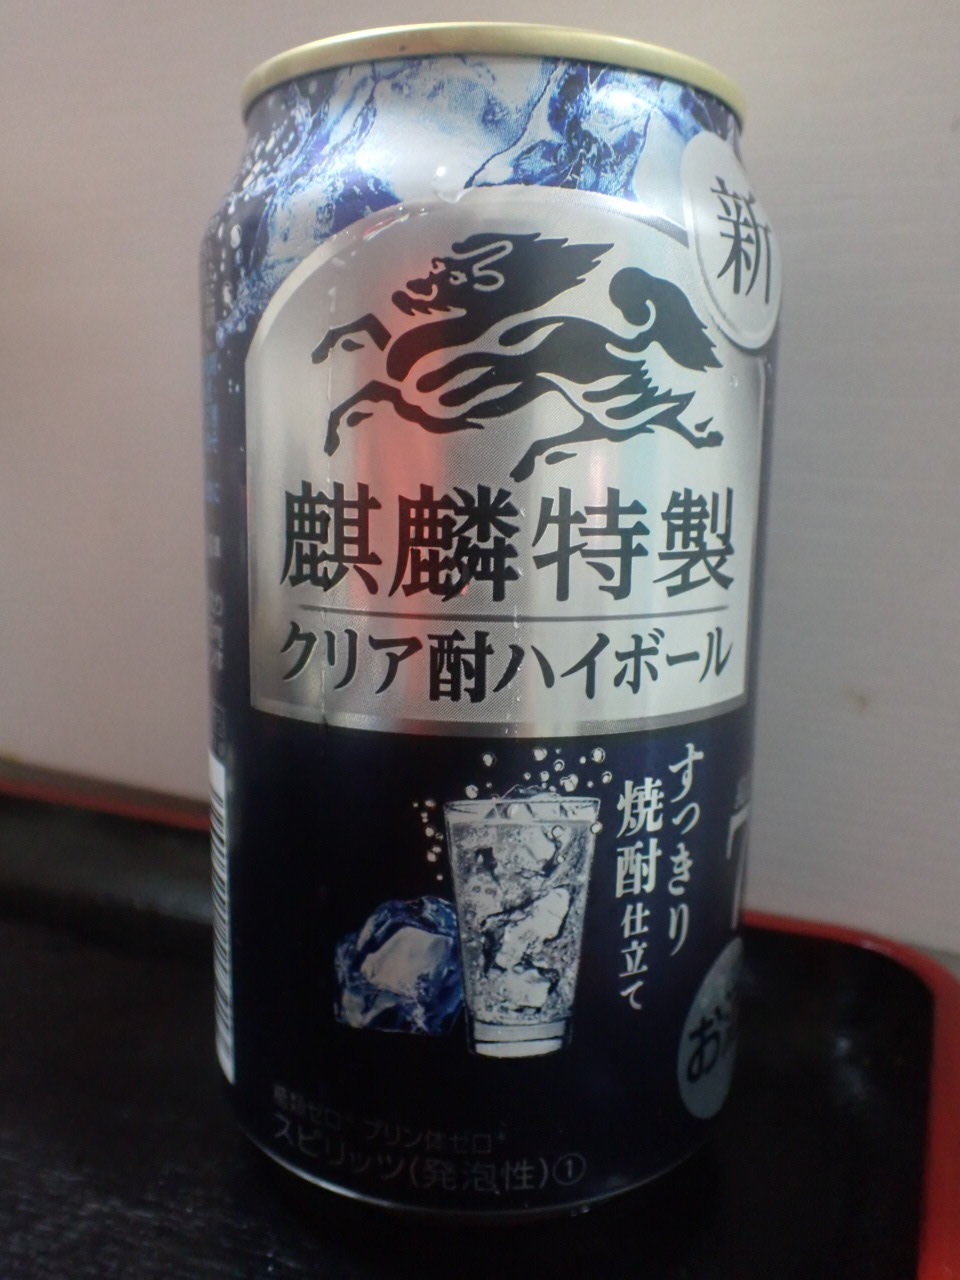 新
麒麟特製
クリア酎ハイボール
すっきり
焼酎仕立て
7
お
糖類ゼロ プリン体ゼロ
スピリッツ(発泡性)①